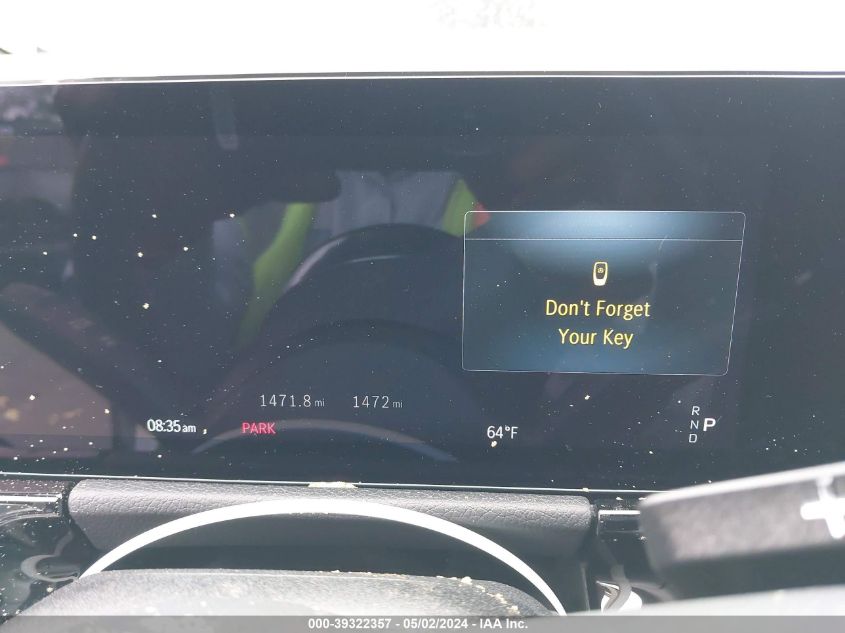 Don't Forget
Your Key
1471.8 mi 1472 mi
08:35 am PARK 64°F
R
N P
D
000-39322357 - 05/02/2024 - IAA Inc.